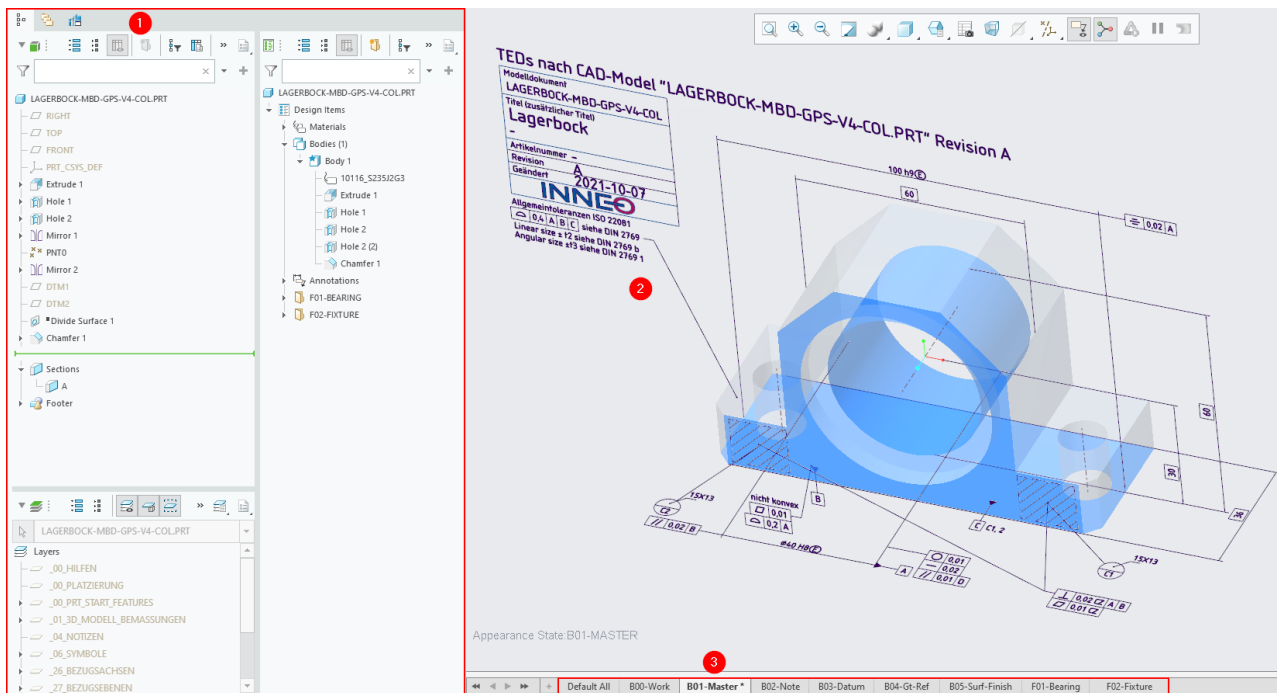 1
LAGERBOCK-MBD-GPS-V4-COL.PRT
RIGHT
TOP
FRONT
PRT_CSYS_DEF
Extrude 1
Hole 1
Hole 2
Mirror 1
PNT0
Mirror 2
DTM1
DTM2
Divide Surface 1
Chamfer 1
Sections
A
Footer
LAGERBOCK-MBD-GPS-V4-COL.PRT
Design Items
Materials
Bodies (1)
Body 1
10116_S235J2G3
Extrude 1
Hole 1
Hole 2
Hole 2 (2)
Chamfer 1
Annotations
F01-BEARING
F02-FIXTURE
LAGERBOCK-MBD-GPS-V4-COL.PRT
Layers
_00_HILFEN
_00_PLATZIERUNG
_00_PRT_START_FEATURES
_01_3D_MODELL_BEMASSUNGEN
_04_NOTIZEN
_06_SYMBOLE
_26_BEZUGSACHSEN
_27_BEZUGSEBENEN
TEDs nach CAD-Model "LAGERBOCK-MBD-GPS-V4-COL.PRT" Revision A
Modelldokument
LAGERBOCK-MBD-GPS-V4-COL
Titel (zusätzlicher Titel)
Lagerbock
-
Artikelnummer -
Revision A
Geändert 2021-10-07
INNEO
Allgemeintoleranzen ISO 22081
0,4 A B C siehe DIN 2769
Linear size ± t2 siehe DIN 2769 b
Angular size ±t3 siehe DIN 2769 1
2
100 h9 E
60
0,02 A
60
30
15X13
C2
0,02 B
nicht konvex
0,01
0,2 A
B
ø40 H8 E
A
0,01
0,02
0,01 D
C C1, 2
15X13
C1
0,02 CZ A B
0,01 CZ
Appearance State:B01-MASTER
3
Default All B00-Work B01-Master * B02-Note B03-Datum B04-Gt-Ref B05-Surf-Finish F01-Bearing F02-Fixture